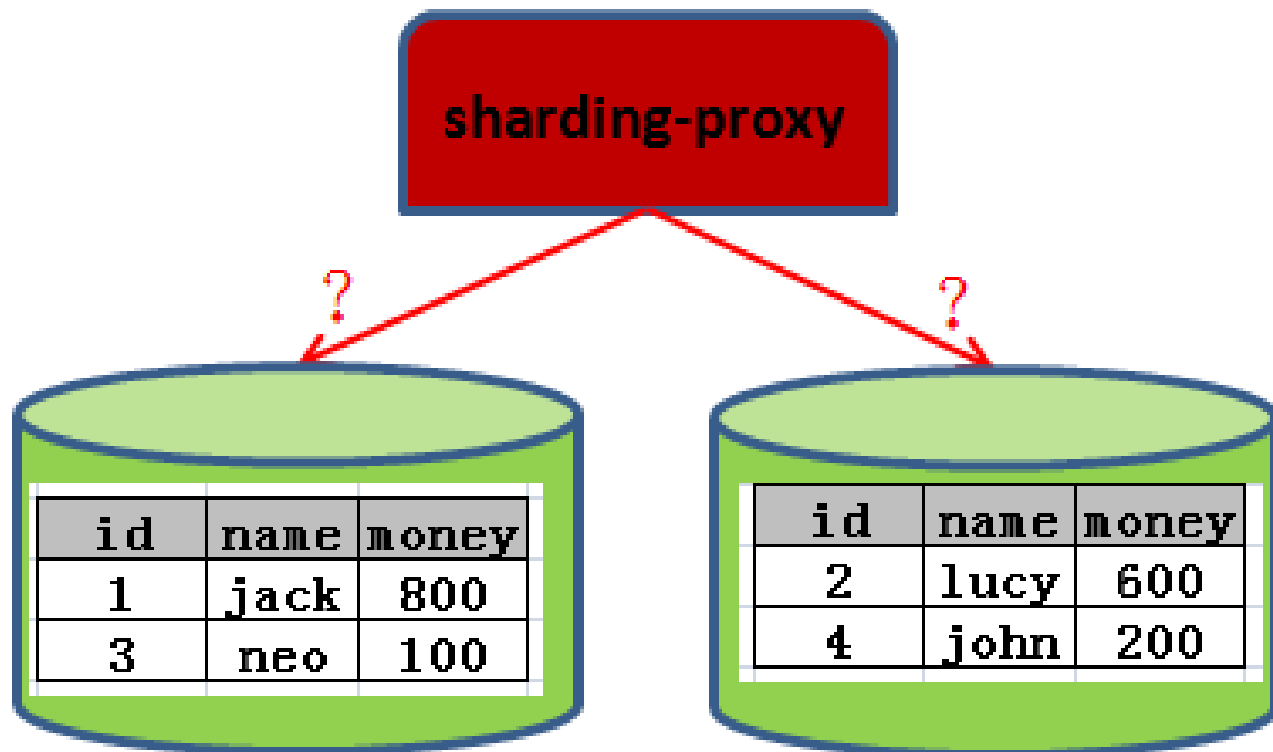 sharding-proxy
? ?
id name money
1 jack 800
3 neo 100
id name money
2 lucy 600
4 john 200